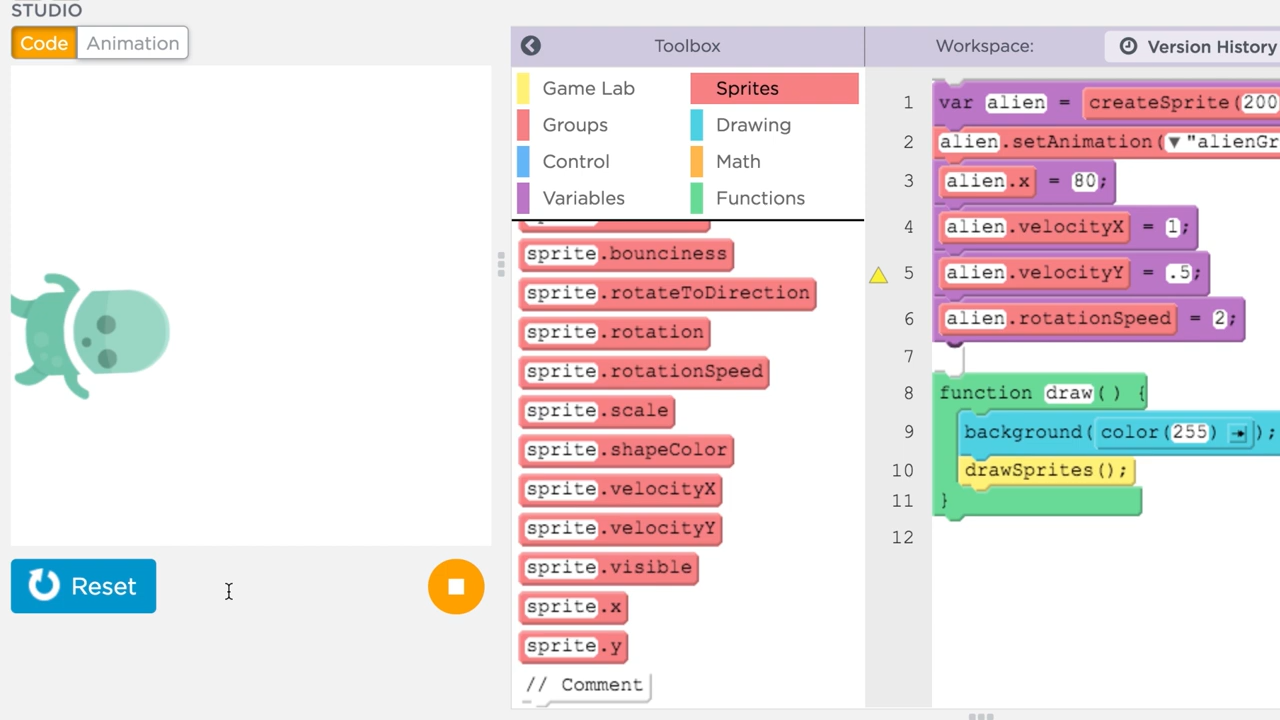 STUDIO
Code Animation
Toolbox
Workspace: Version History
Game Lab Sprites
Groups Drawing
Control Math
Variables Functions
sprite.bounciness
sprite.rotateToDirection
sprite.rotation
sprite.rotationSpeed
sprite.scale
sprite.shapeColor
sprite.velocityX
sprite.velocityY
sprite.visible
sprite.x
sprite.y
// Comment
1 var alien = createSprite(200
2 alien.setAnimation(▼"alienGr
3 alien.x = 80;
4 alien.velocityX = 1;
5 alien.velocityY = .5;
6 alien.rotationSpeed = 2;
7
8 function draw() {
9 background(color(255) );
10 drawSprites();
11 }
12
Reset